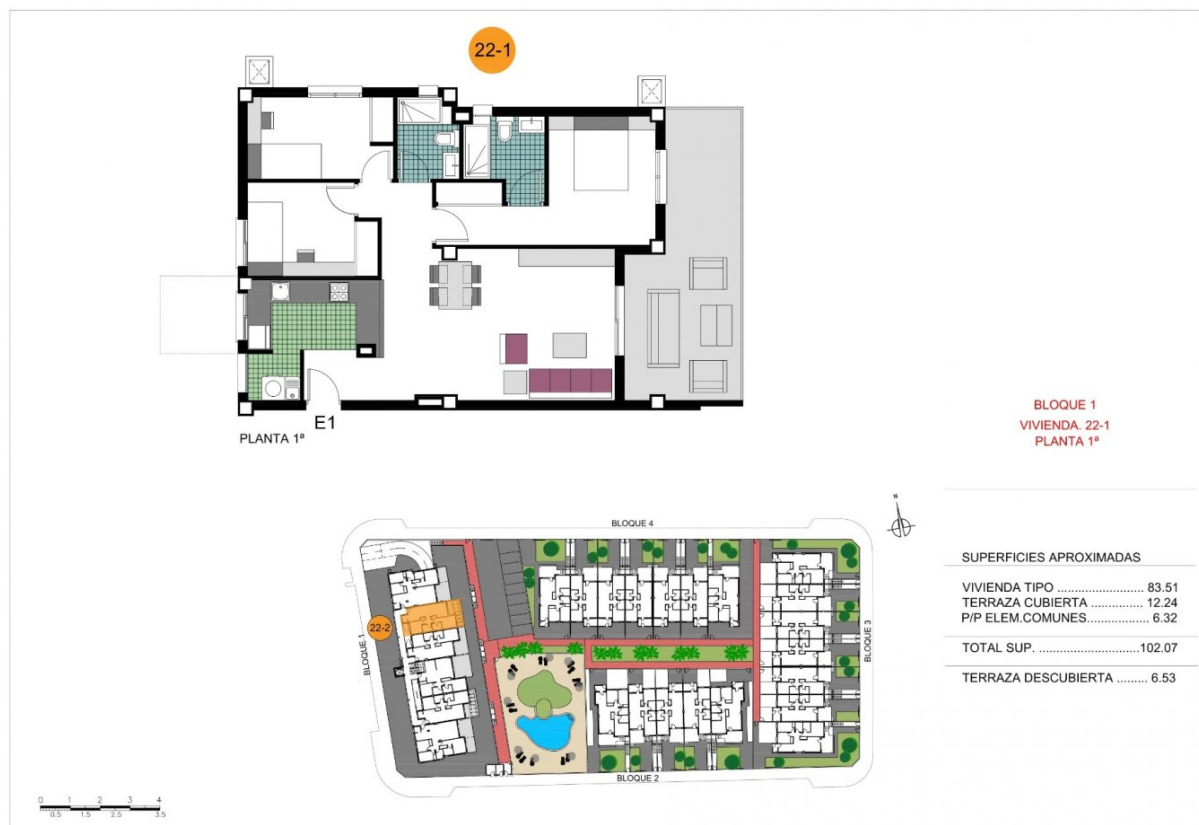 22-1
E1
PLANTA 1ª
BLOQUE 1
VIVIENDA. 22-1
PLANTA 1ª
N
BLOQUE 4
22-2
BLOQUE 1
BLOQUE 3
BLOQUE 2
SUPERFICIES APROXIMADAS
VIVIENDA TIPO ......................... 83.51
TERRAZA CUBIERTA ............... 12.24
P/P ELEM.COMUNES.................. 6.32
TOTAL SUP. .............................102.07
TERRAZA DESCUBIERTA ......... 6.53
0 1 2 3 4
0.5 1.5 2.5 3.5